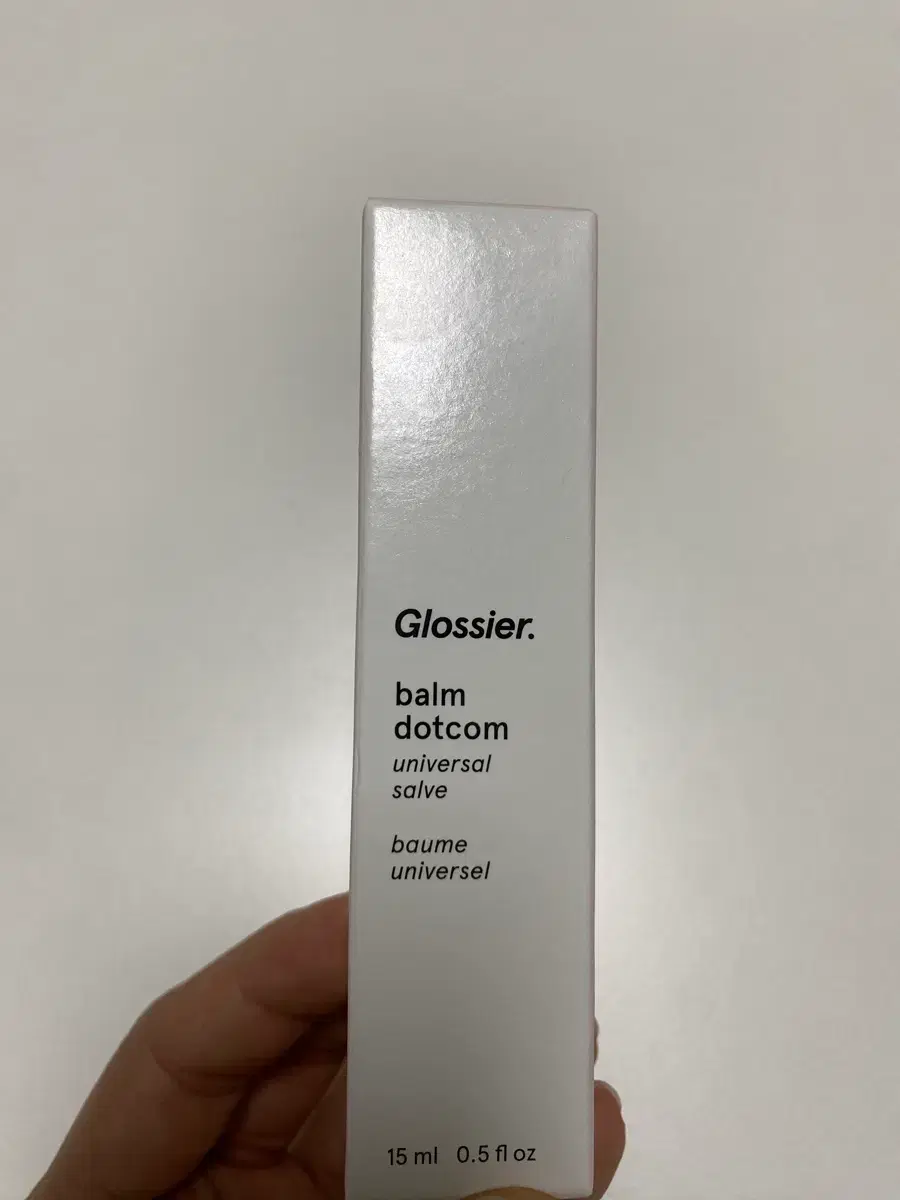 Glossier.
balm
dotcom
universal
salve
baume
universel
15 ml 0.5 fl oz